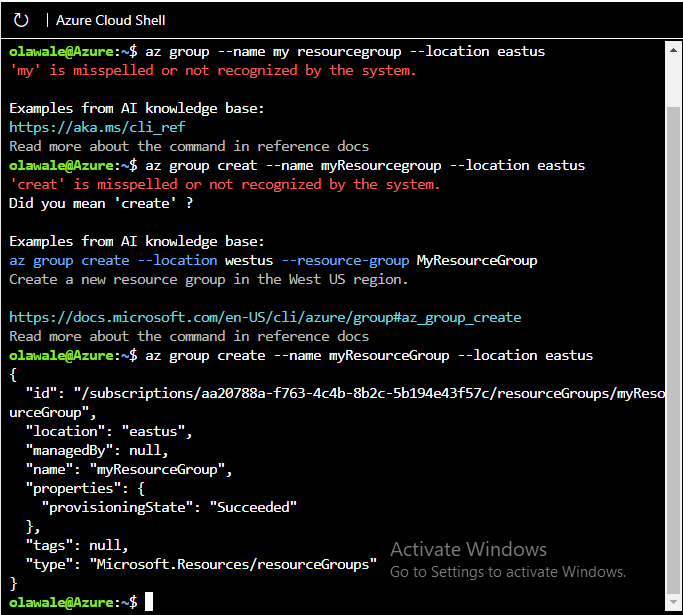 Azure Cloud Shell
olawale@Azure:~$ az group --name my resourcegroup --location eastus
'my' is misspelled or not recognized by the system.
Examples from AI knowledge base:
https://aka.ms/cli_ref
Read more about the command in reference docs
olawale@Azure:~$ az group creat --name myResourcegroup --location eastus
'creat' is misspelled or not recognized by the system.
Did you mean 'create' ?
Examples from AI knowledge base:
az group create --location westus --resource-group MyResourceGroup
Create a new resource group in the West US region.
https://docs.microsoft.com/en-US/cli/azure/group#az_group_create
Read more about the command in reference docs
olawale@Azure:~$ az group create --name myResourceGroup --location eastus
{
  "id": "/subscriptions/aa20788a-f763-4c4b-8b2c-5b194e43f57c/resourceGroups/myReso
urceGroup",
  "location": "eastus",
  "managedBy": null,
  "name": "myResourceGroup",
  "properties": {
    "provisioningState": "Succeeded"
  },
  "tags": null,
  "type": "Microsoft.Resources/resourceGroups"
}
olawale@Azure:~$
Activate Windows
Go to Settings to activate Windows.